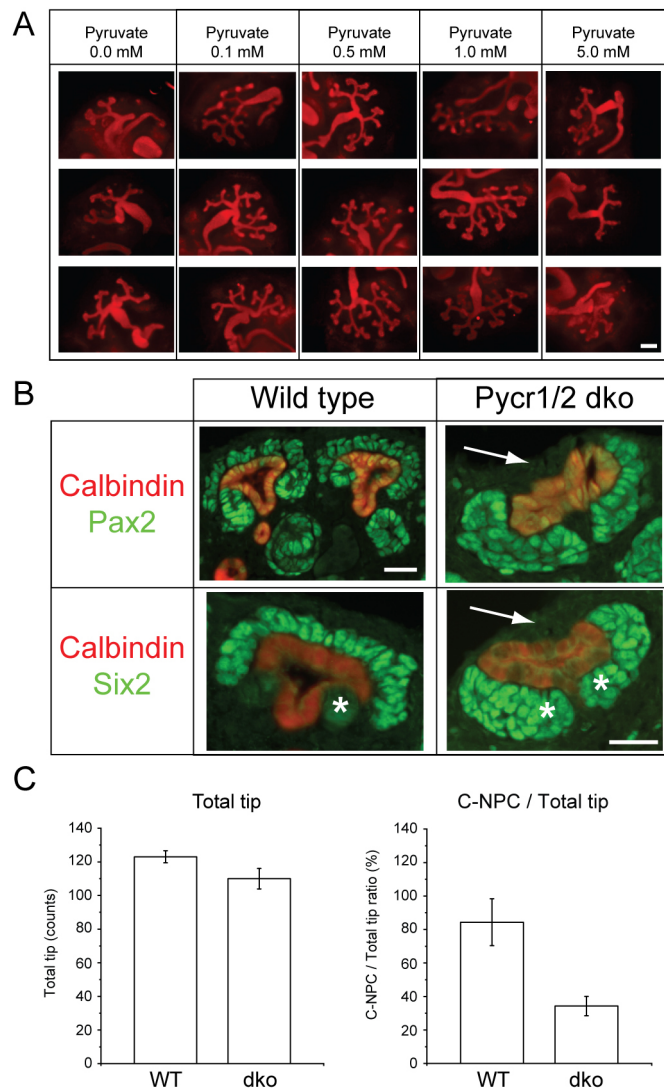 A
Pyruvate 0.0 mM
Pyruvate 0.1 mM
Pyruvate 0.5 mM
Pyruvate 1.0 mM
Pyruvate 5.0 mM
B
Wild type
Pycr1/2 dko
Calbindin
Pax2
Calbindin
Six2
*
*
*
C
Total tip
Total tip (counts)
140
120
100
80
60
40
20
0
WT
dko
C-NPC / Total tip
C-NPC / Total tip ratio (%)
140
120
100
80
60
40
20
0
WT
dko